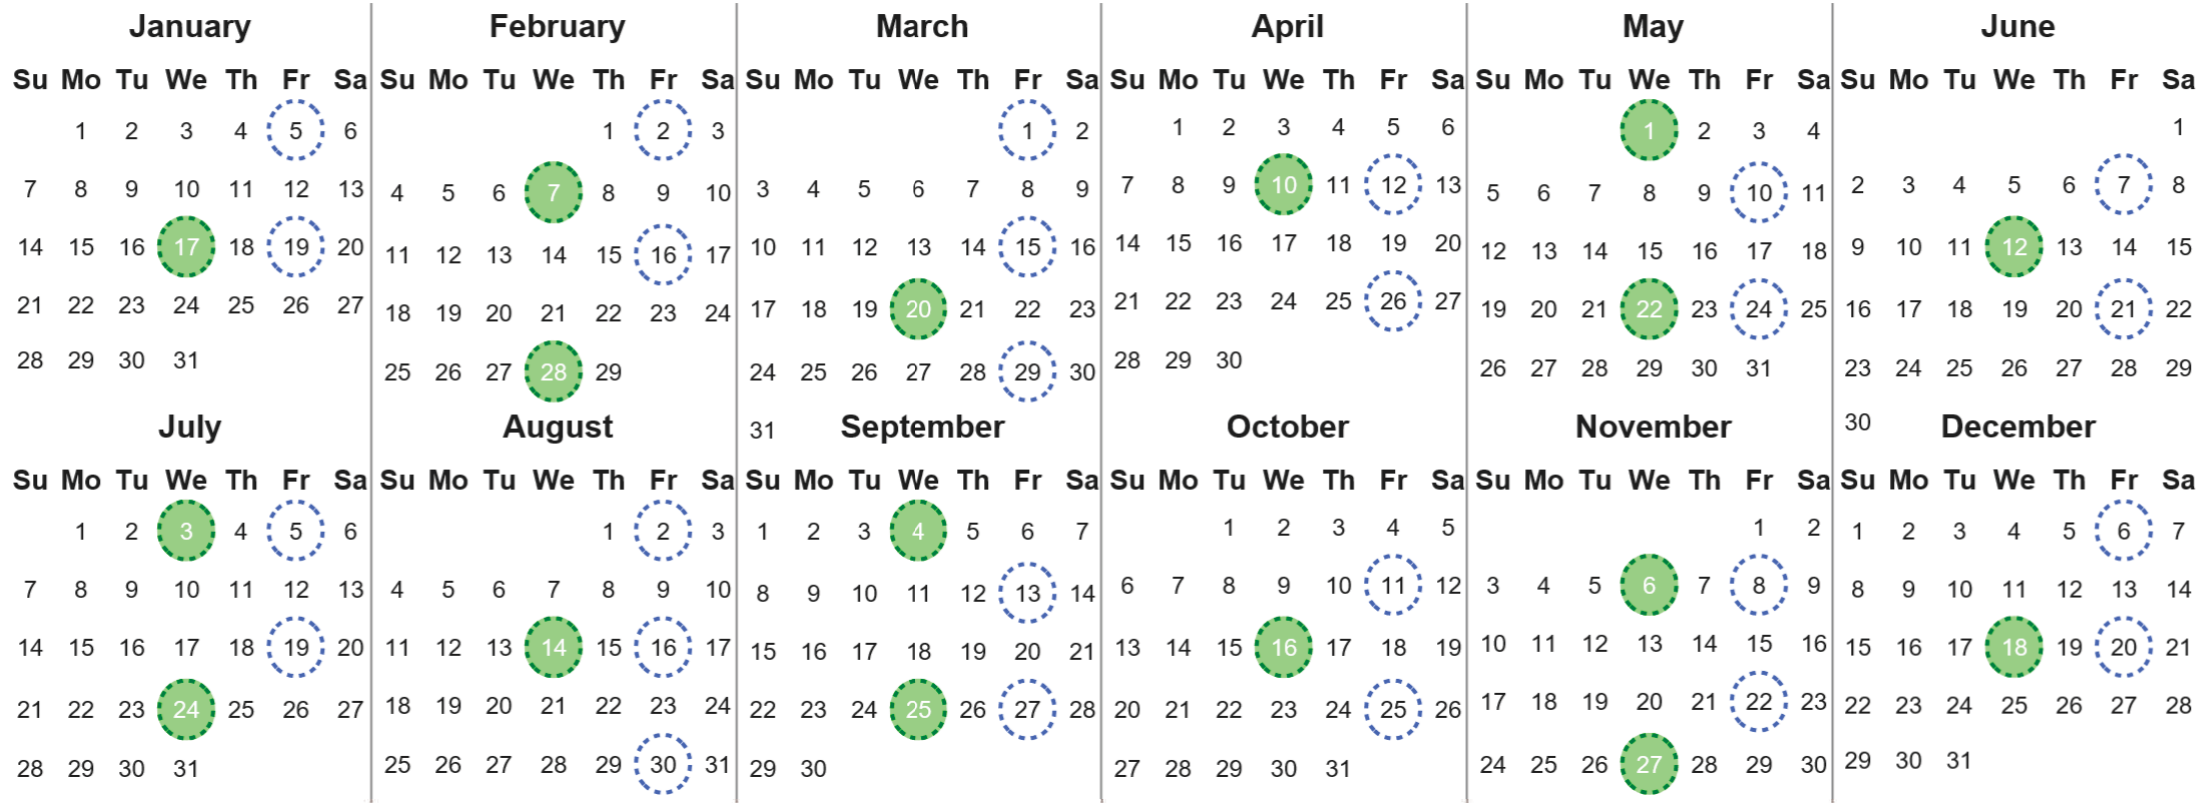 January
Su Mo Tu We Th Fr Sa
1 2 3 4 5 6
7 8 9 10 11 12 13
14 15 16 17 18 19 20
21 22 23 24 25 26 27
28 29 30 31
February
Su Mo Tu We Th Fr Sa
1 2 3
4 5 6 7 8 9 10
11 12 13 14 15 16 17
18 19 20 21 22 23 24
25 26 27 28 29
March
Su Mo Tu We Th Fr Sa
1 2
3 4 5 6 7 8 9
10 11 12 13 14 15 16
17 18 19 20 21 22 23
24 25 26 27 28 29 30
31
April
Su Mo Tu We Th Fr Sa
1 2 3 4 5 6
7 8 9 10 11 12 13
14 15 16 17 18 19 20
21 22 23 24 25 26 27
28 29 30
May
Su Mo Tu We Th Fr Sa
1 2 3 4
5 6 7 8 9 10 11
12 13 14 15 16 17 18
19 20 21 22 23 24 25
26 27 28 29 30 31
June
Su Mo Tu We Th Fr Sa
1
2 3 4 5 6 7 8
9 10 11 12 13 14 15
16 17 18 19 20 21 22
23 24 25 26 27 28 29
30
July
Su Mo Tu We Th Fr Sa
1 2 3 4 5 6
7 8 9 10 11 12 13
14 15 16 17 18 19 20
21 22 23 24 25 26 27
28 29 30 31
August
Su Mo Tu We Th Fr Sa
1 2 3
4 5 6 7 8 9 10
11 12 13 14 15 16 17
18 19 20 21 22 23 24
25 26 27 28 29 30 31
September
Su Mo Tu We Th Fr Sa
1 2 3 4 5 6 7
8 9 10 11 12 13 14
15 16 17 18 19 20 21
22 23 24 25 26 27 28
29 30
October
Su Mo Tu We Th Fr Sa
1 2 3 4 5
6 7 8 9 10 11 12
13 14 15 16 17 18 19
20 21 22 23 24 25 26
27 28 29 30 31
November
Su Mo Tu We Th Fr Sa
1 2
3 4 5 6 7 8 9
10 11 12 13 14 15 16
17 18 19 20 21 22 23
24 25 26 27 28 29 30
December
Su Mo Tu We Th Fr Sa
1 2 3 4 5 6 7
8 9 10 11 12 13 14
15 16 17 18 19 20 21
22 23 24 25 26 27 28
29 30 31